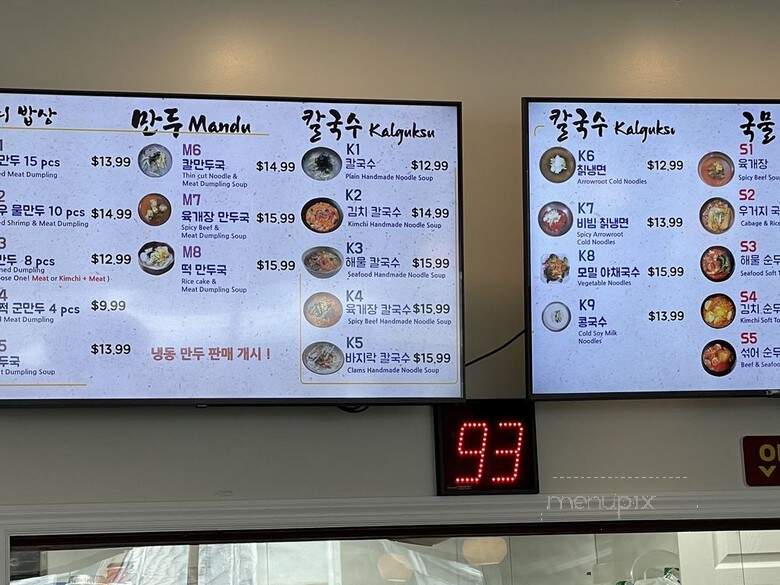 밥상
만두 Mandu
칼국수 Kalguksu
만두 15 pcs $13.99
Meat Dumpling
물만두 10 pcs $14.99
Shrimp & Meat Dumpling
만두 8 pcs $12.99
Dumpling
One! Meat or Kimchi + Meat )
군만두 4 pcs $9.99
Meat Dumpling
$13.99
Dumpling Soup
M6
칼만두국 $14.99
Thin cut Noodle &
Meat Dumpling Soup
M7
육개장 만두국 $15.99
Spicy Beef &
Meat Dumpling Soup
M8
떡 만두국 $15.99
Rice cake &
Meat Dumpling Soup
냉동 만두 판매 개시 !
K1
칼국수 $12.99
Plain Handmade Noodle Soup
K2
김치 칼국수 $14.99
Kimchi Handmade Noodle Soup
K3
해물 칼국수 $15.99
Seafood Handmade Noodle Soup
K4
육개장 칼국수 $15.99
Spicy Beef Handmade Noodle Soup
K5
바지락 칼국수 $15.99
Clams Handmade Noodle Soup
칼국수 Kalguksu
K6
칡냉면 $12.99
Arrowroot Cold Noodles
K7
비빔 칡냉면 $13.99
Spicy Arrowroot
Cold Noodles
K8
모밀 야채국수 $15.99
Vegetable Noodles
K9
콩국수 $13.99
Cold Soy Milk
Noodles
국물
S1
육개장
Spicy Beef Sou
S2
우거지 국
Cabage & Rice
S3
해물 순두
Seafood Soft T
S4
김치 순두
Kimchi Soft To
S5
섞어 순두
Beef & Seafoo
93
menupix